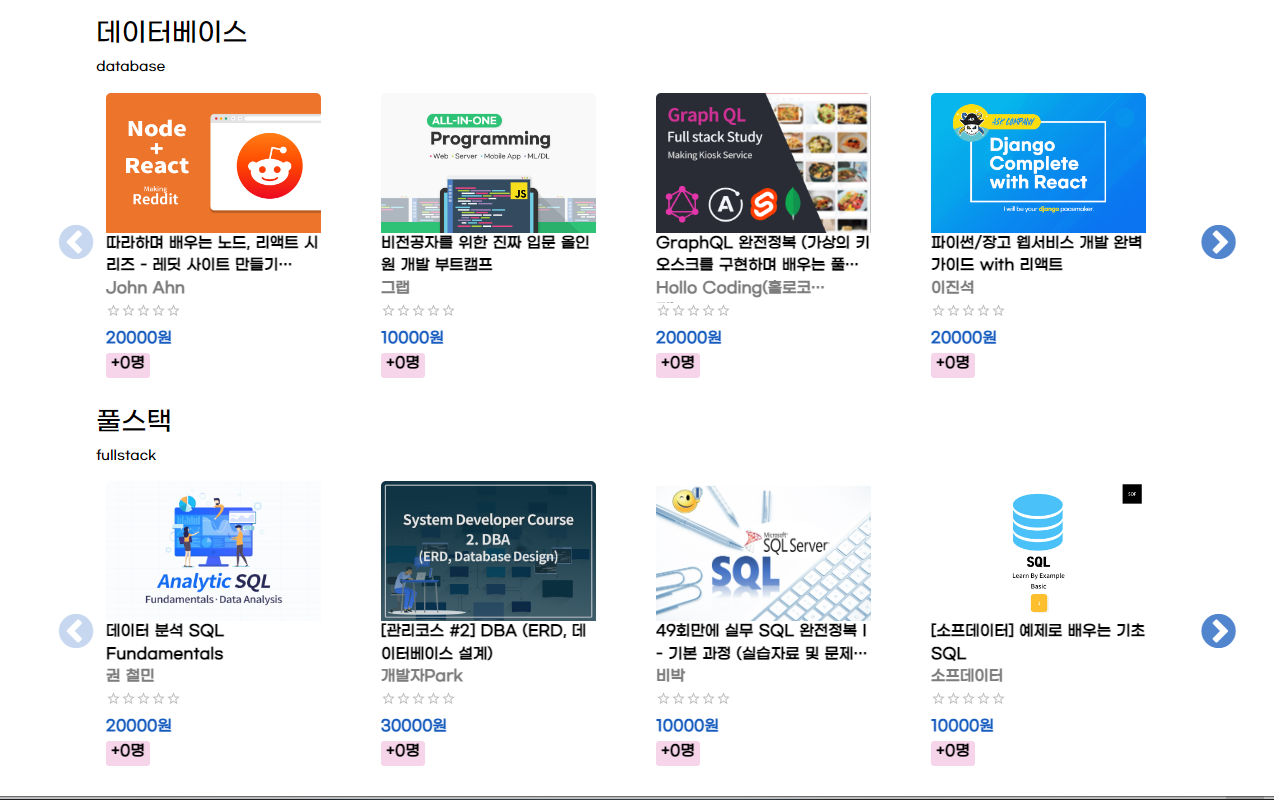 데이터베이스
database
Node
+
React
Making
Reddit
ALL-IN-ONE
Programming
• Web • Server • Mobile App • ML/DL
JS
Graph QL
Full stack Study
Making Kiosk Service
A
ASK COMPANY
Django
Complete
with React
I will be your django pacemaker.
따라하며 배우는 노드, 리액트 시
리즈 - 레딧 사이트 만들기…
John Ahn
20000원
+0명
비전공자를 위한 진짜 입문 올인
원 개발 부트캠프
그랩
10000원
+0명
GraphQL 완전정복 (가상의 키
오스크를 구현하며 배우는 풀…
Hollo Coding(홀로코…
20000원
+0명
파이썬/장고 웹서비스 개발 완벽
가이드 with 리액트
이진석
20000원
+0명
풀스택
fullstack
Analytic SQL
Fundamentals · Data Analysis
System Developer Course
2. DBA
(ERD, Database Design)
Microsoft
SQL Server
SQL
SQL
Learn By Example
Basic
데이터 분석 SQL
Fundamentals
권 철민
20000원
+0명
[관리코스 #2] DBA (ERD, 데
이터베이스 설계)
개발자Park
30000원
+0명
49회만에 실무 SQL 완전정복 I
- 기본 과정 (실습자료 및 문제…
비박
10000원
+0명
[소프데이터] 예제로 배우는 기초
SQL
소프데이터
10000원
+0명